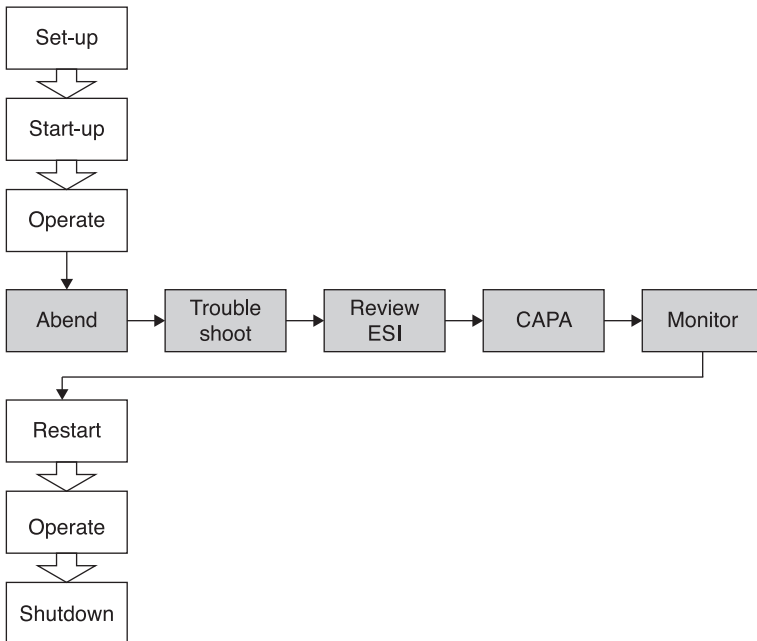 Set-up
Start-up
Operate
Abend
Trouble
shoot
Review
ESI
CAPA
Monitor
Restart
Operate
Shutdown